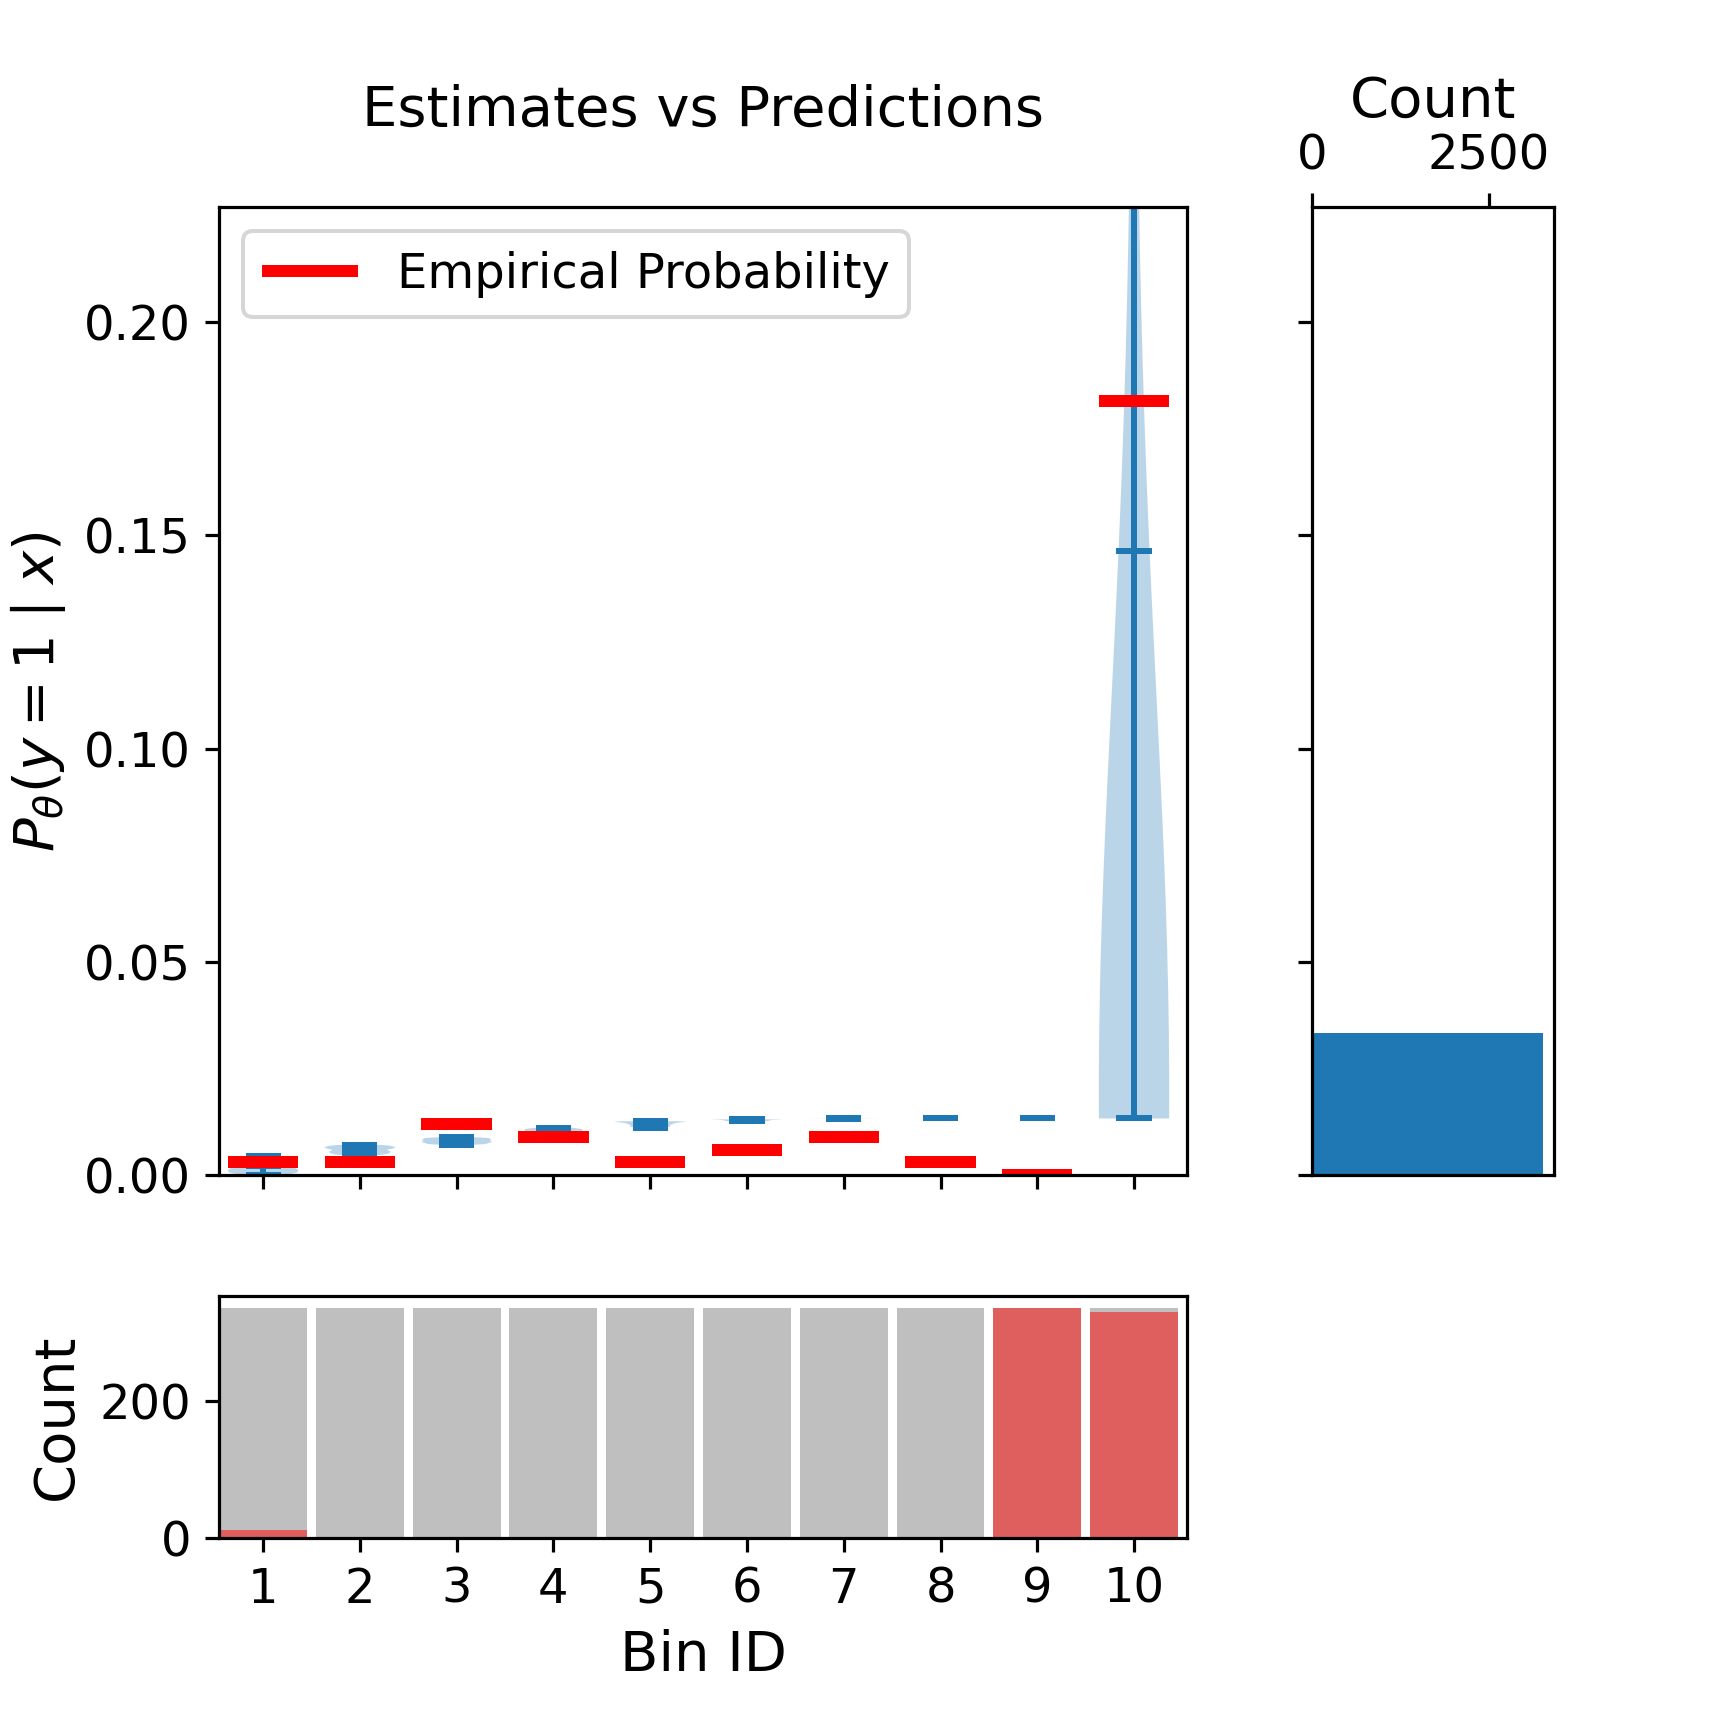 Estimates vs Predictions
Count
0 2500
Empirical Probability
0.20
0.15
0.10
0.05
0.00
P_θ(y = 1 | x)
Count
200
0
1 2 3 4 5 6 7 8 9 10
Bin ID